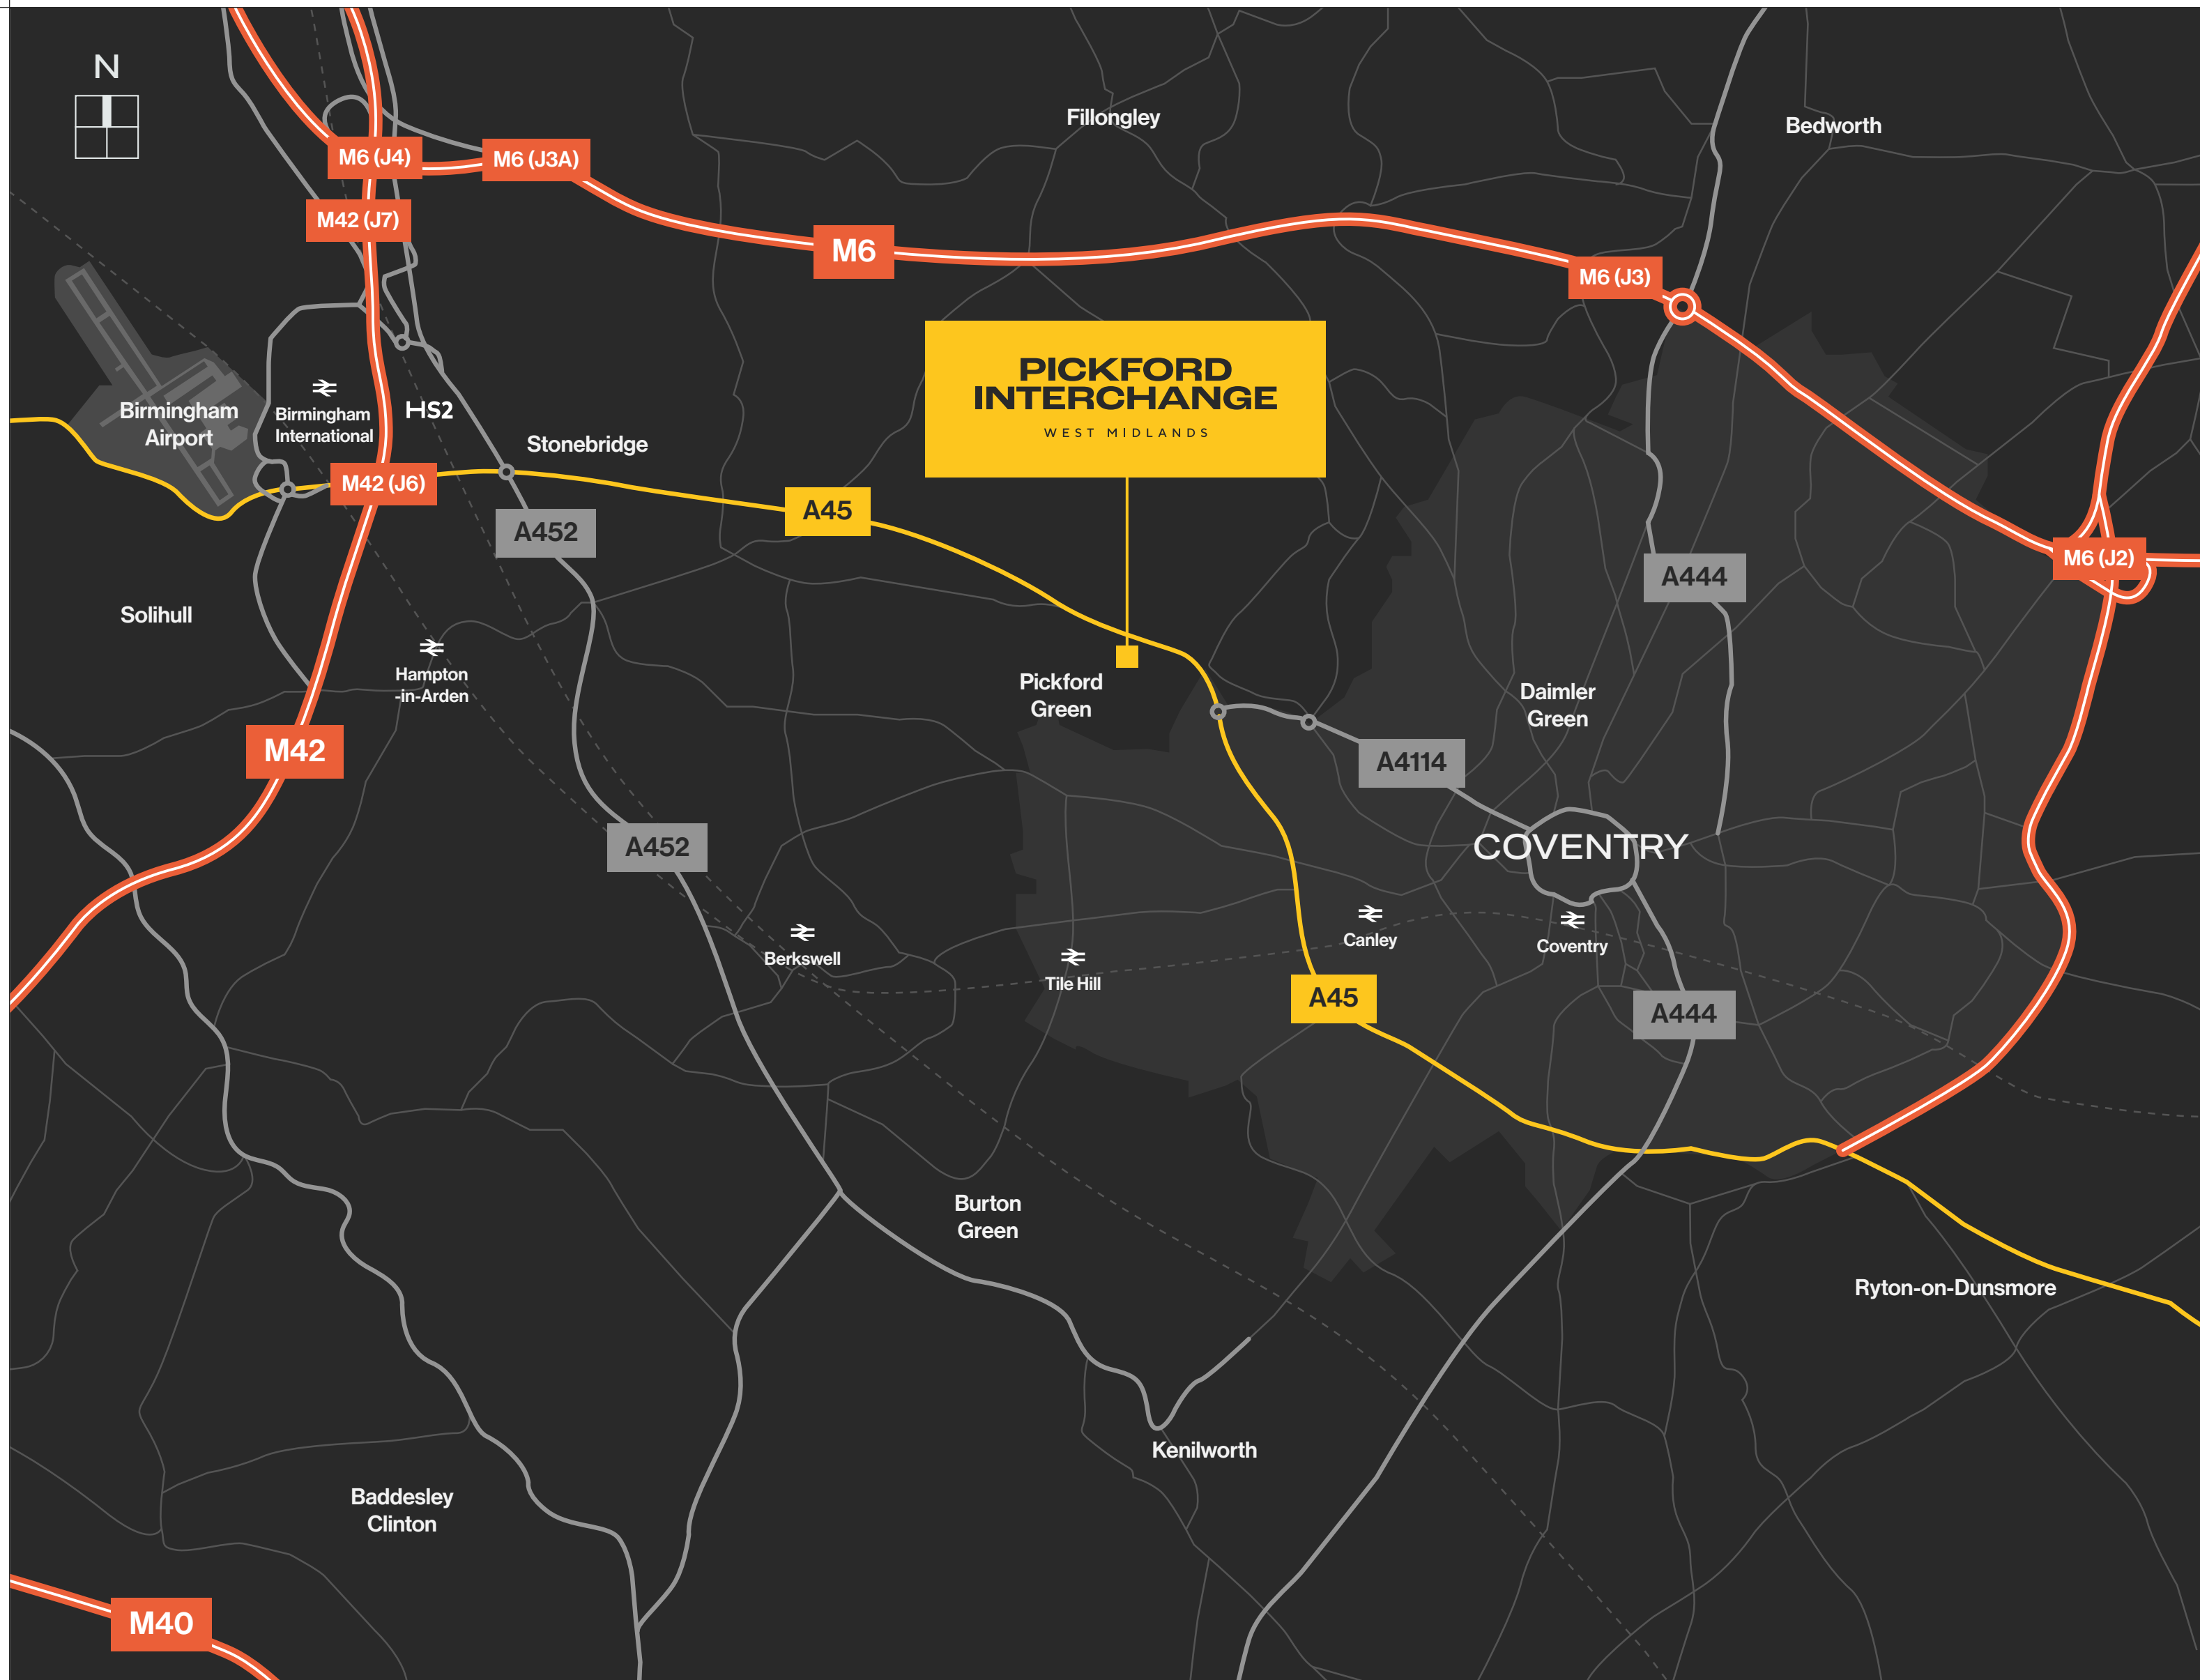 N
Fillongley
Bedworth
M6 (J4)
M6 (J3A)
M42 (J7)
M6
M6 (J3)
PICKFORD
INTERCHANGE
WEST MIDLANDS
Birmingham
Airport
Birmingham
International
HS2
Stonebridge
M42 (J6)
A45
A452
M6 (J2)
A444
Solihull
Hampton
-in-Arden
Pickford
Green
Daimler
Green
M42
A4114
A452
COVENTRY
Berkswell
Tile Hill
Canley
Coventry
A45
A444
Burton
Green
Ryton-on-Dunsmore
Kenilworth
Baddesley
Clinton
M40